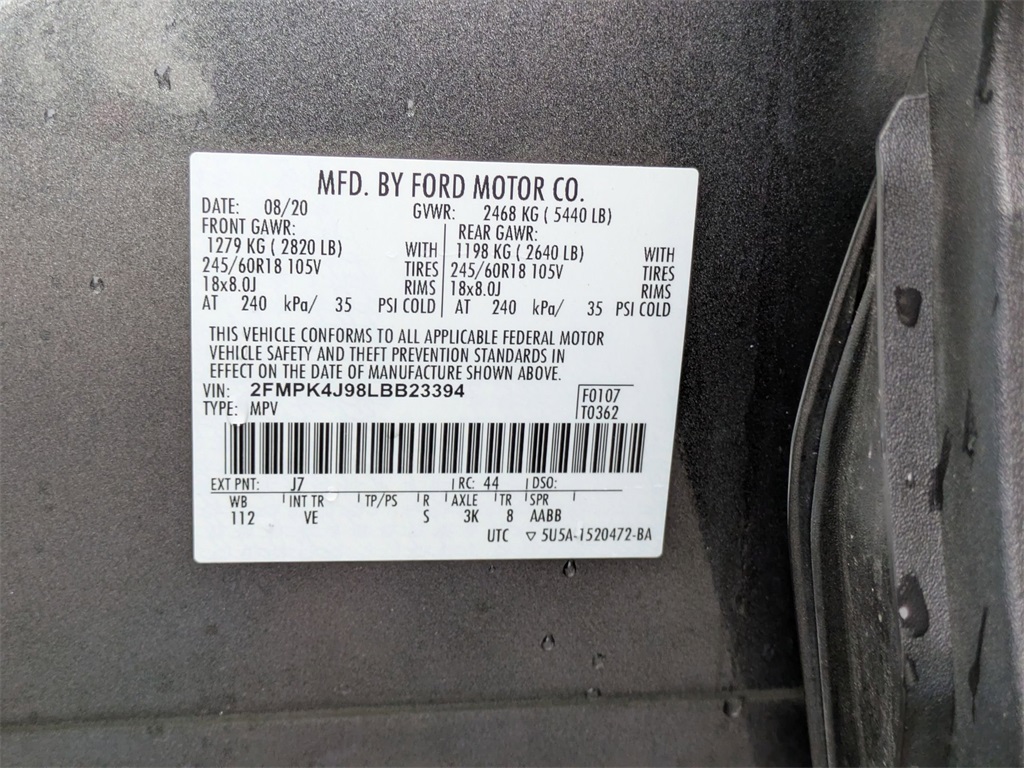 MFD. BY FORD MOTOR CO.
DATE: 08/20 GVWR: 2468 KG ( 5440 LB)
FRONT GAWR: REAR GAWR:
1279 KG ( 2820 LB) WITH 1198 KG ( 2640 LB) WITH
245/60R18 105V TIRES 245/60R18 105V TIRES
18x8.0J RIMS 18x8.0J RIMS
AT 240 kPa/ 35 PSI COLD AT 240 kPa/ 35 PSI COLD
THIS VEHICLE CONFORMS TO ALL APPLICABLE FEDERAL MOTOR
VEHICLE SAFETY AND THEFT PREVENTION STANDARDS IN
EFFECT ON THE DATE OF MANUFACTURE SHOWN ABOVE.
VIN: 2FMPK4J98LBB23394 F0107
TYPE: MPV T0362
EXT PNT: J7 RC: 44 DSO:
WB INT TR TP/PS R AXLE TR SPR
112 VE S 3K 8 AABB
UTC ▽ 5U5A-1520472-BA